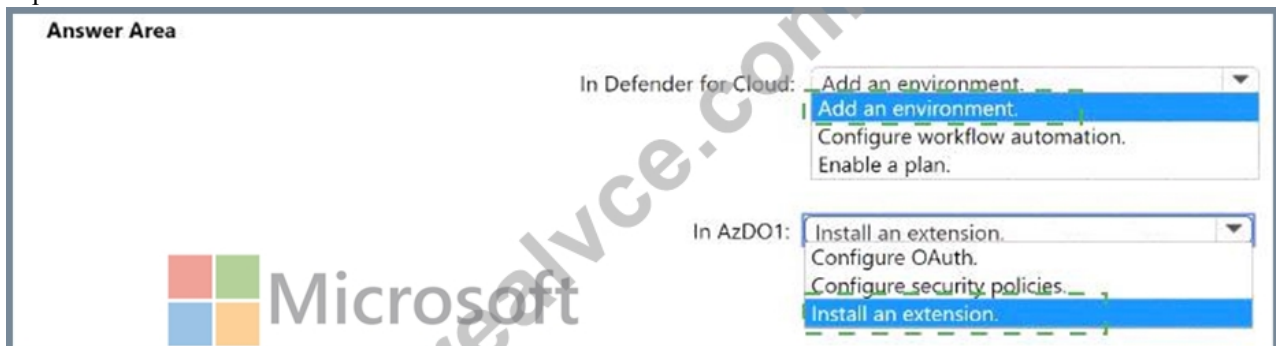 Answer Area
In Defender for Cloud: Add an environment.
Add an environment.
Configure workflow automation.
Enable a plan.
In AzDO1: Install an extension.
Configure OAuth.
Configure security policies.
Install an extension.
Microsoft